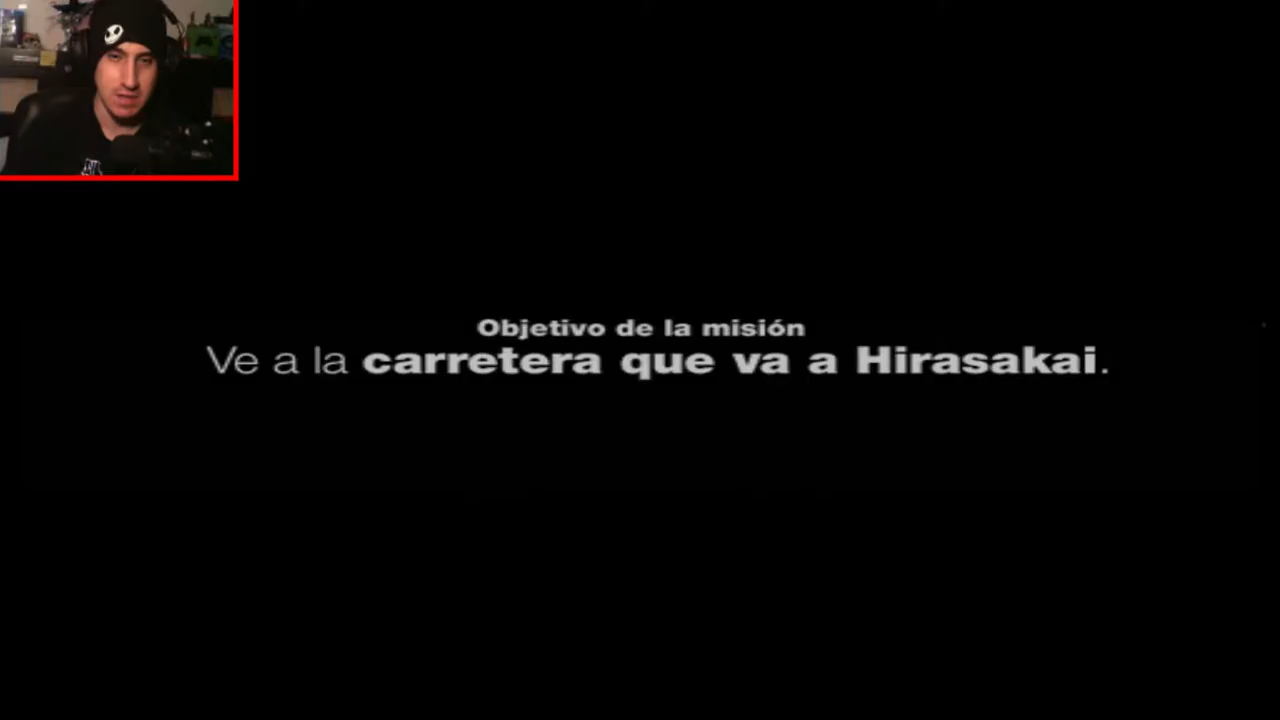 Objetivo de la misión
Ve a la carretera que va a Hirasakai.